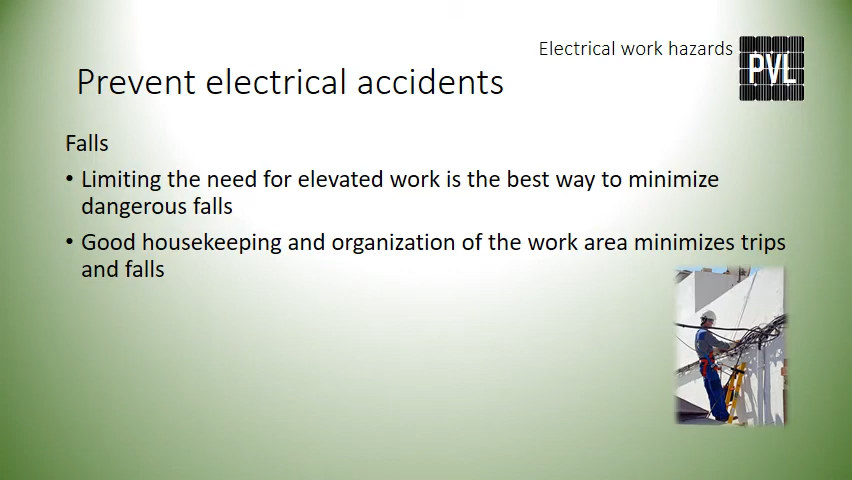 Electrical work hazards
PVL
Prevent electrical accidents
Falls
• Limiting the need for elevated work is the best way to minimize
dangerous falls
• Good housekeeping and organization of the work area minimizes trips
and falls